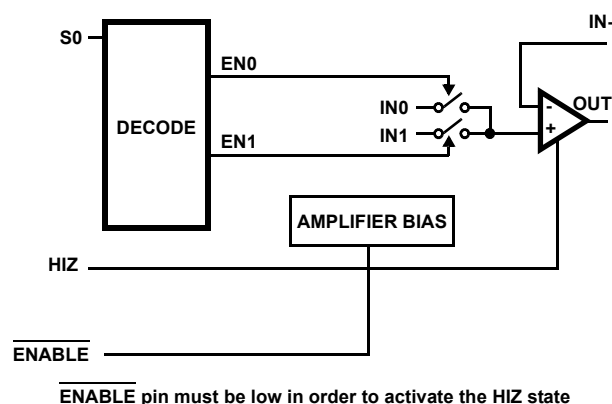 S0
EN0
DECODE
EN1
IN0
IN1
IN-
-
+
OUT
AMPLIFIER BIAS
HIZ
ENABLE
ENABLE pin must be low in order to activate the HIZ state